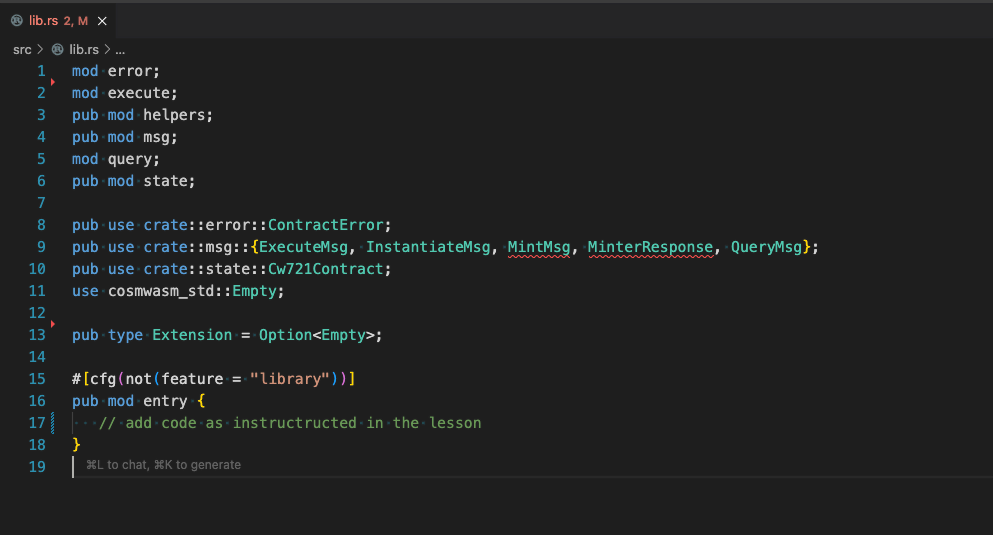 lib.rs 2, M
src > lib.rs > ...
1 mod error;
2 mod execute;
3 pub mod helpers;
4 pub mod msg;
5 mod query;
6 pub mod state;
7
8 pub use crate::error::ContractError;
9 pub use crate::msg::{ExecuteMsg, InstantiateMsg, MintMsg, MinterResponse, QueryMsg};
10 pub use crate::state::Cw721Contract;
11 use cosmwasm_std::Empty;
12
13 pub type Extension = Option<Empty>;
14
15 #[cfg(not(feature = "library"))]
16 pub mod entry {
17 // add code as instructructed in the lesson
18 }
19 ⌘L to chat, ⌘K to generate